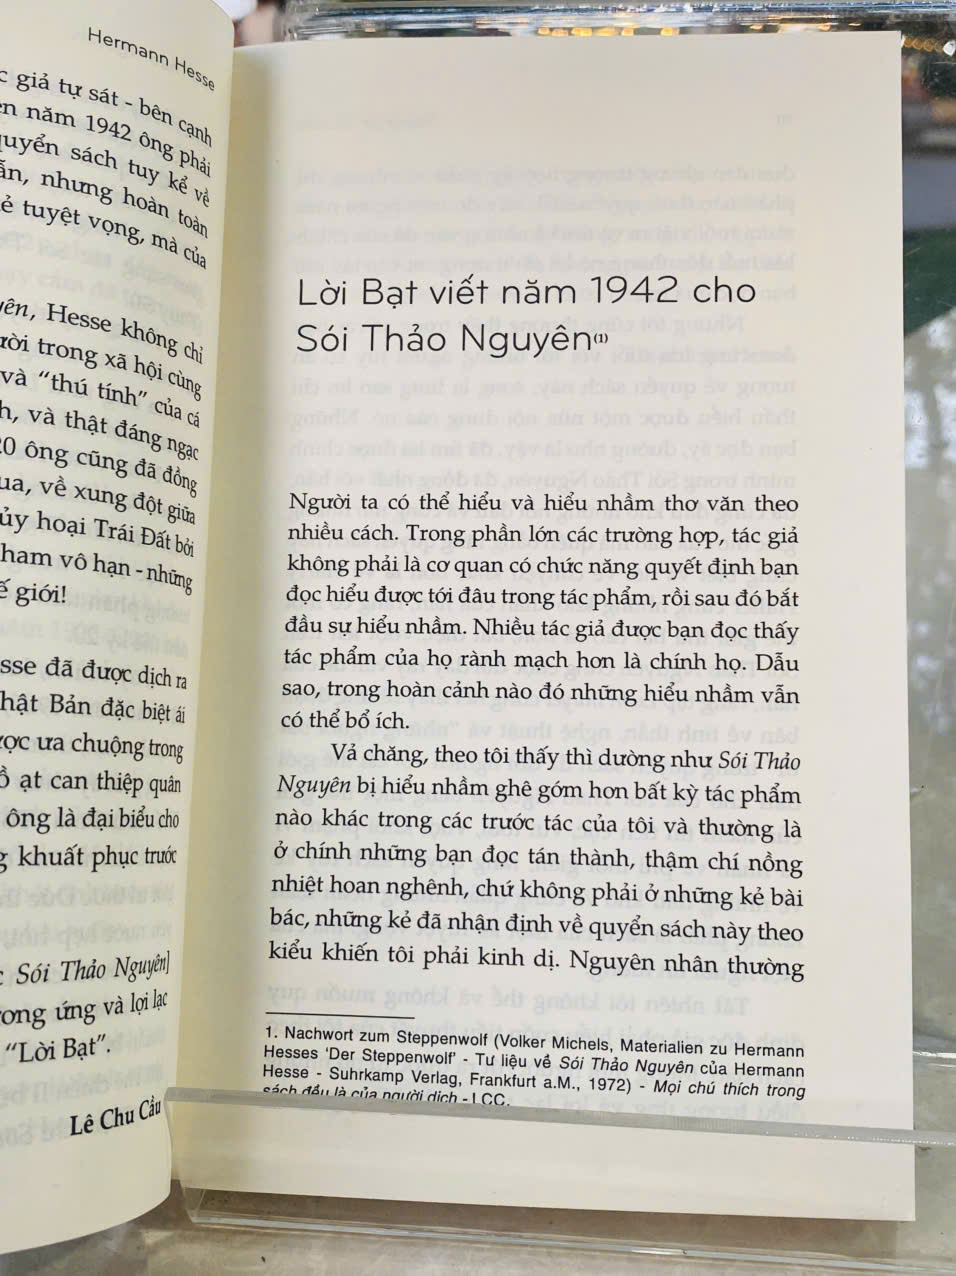 Hermann Hesse
giả tự sát - bên cạnh
năm 1942 ông phải
quyển sách tuy kể về
nhưng hoàn toàn
tuyệt vọng, mà của
Hesse không chỉ
trong xã hội cùng
và “thú tính” của cá
và thật đáng ngạc
20 ông cũng đã đồng
về xung đột giữa
hủy hoại Trái Đất bởi
tham vô hạn - những
giới!
đã được dịch ra
Bản đặc biệt ái
ưa chuộng trong
ạt can thiệp quân
ông là đại biểu cho
khuất phục trước
Sói Thảo Nguyên]
ứng và lợi lạc
“Lời Bạt”.
Lê Chu Cầu
Lời Bạt viết năm 1942 cho
Sói Thảo Nguyên(1)
Người ta có thể hiểu và hiểu nhầm thơ văn theo
nhiều cách. Trong phần lớn các trường hợp, tác giả
không phải là cơ quan có chức năng quyết định bạn
đọc hiểu được tới đâu trong tác phẩm, rồi sau đó bắt
đầu sự hiểu nhầm. Nhiều tác giả được bạn đọc thấy
tác phẩm của họ rành mạch hơn là chính họ. Dẫu
sao, trong hoàn cảnh nào đó những hiểu nhầm vẫn
có thể bổ ích.
Vả chăng, theo tôi thấy thì dường như Sói Thảo
Nguyên bị hiểu nhầm ghê gớm hơn bất kỳ tác phẩm
nào khác trong các trước tác của tôi và thường là
ở chính những bạn đọc tán thành, thậm chí nồng
nhiệt hoan nghênh, chứ không phải ở những kẻ bài
bác, những kẻ đã nhận định về quyển sách này theo
kiểu khiến tôi phải kinh dị. Nguyên nhân thường
1. Nachwort zum Steppenwolf (Volker Michels, Materialien zu Hermann
Hesses ‘Der Steppenwolf’ - Tư liệu về Sói Thảo Nguyên của Hermann
Hesse - Suhrkamp Verlag, Frankfurt a.M., 1972) - Mọi chú thích trong
sách đều là của người dịch - LCC.